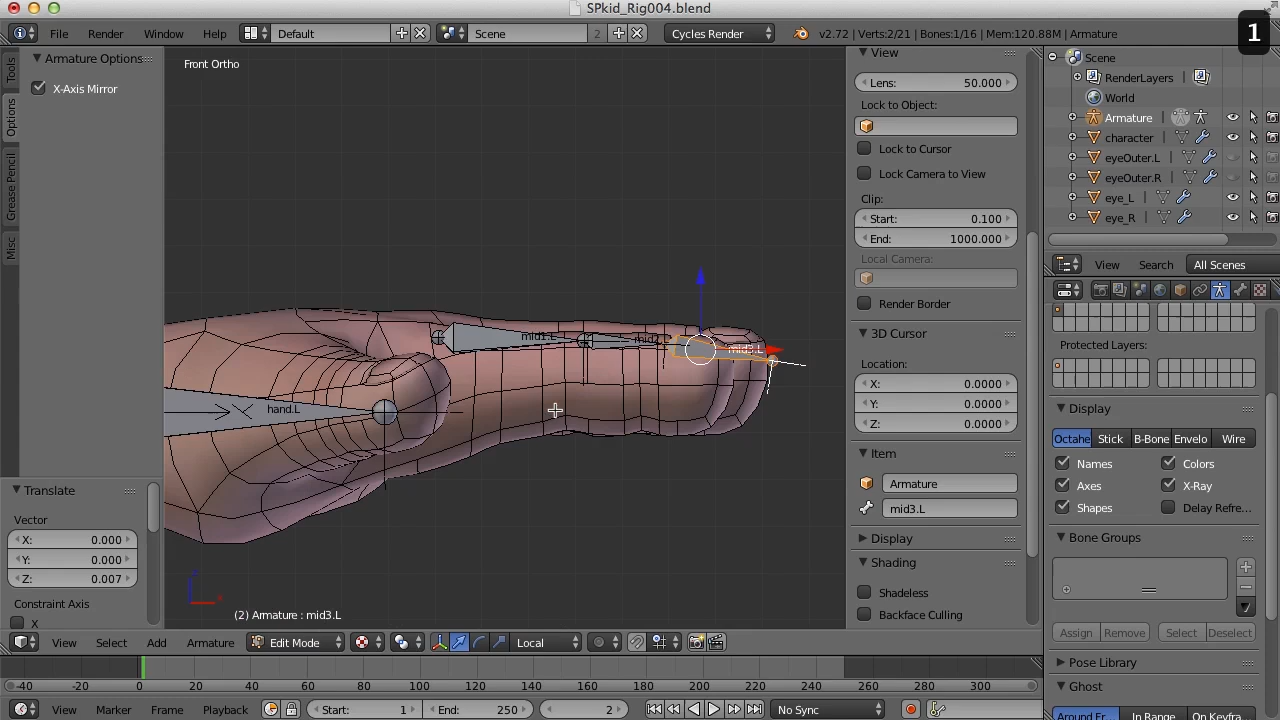 SPkid_Rig004.blend
1
File Render Window Help Default Scene 2 Cycles Render v2.72 | Verts:2/21 | Bones:1/16 | Mem:120.88M | Armature
Tools
Options
Grease Pencil
Misc
Armature Options
X-Axis Mirror
Translate
Vector
X: 0.000
Y: 0.000
Z: 0.007
Constraint Axis
X
Front Ortho
hand.L
mid1.L
mid2.L
mid3.L
(2) Armature : mid3.L
View
Lens: 50.000
Lock to Object:
Lock to Cursor
Lock Camera to View
Clip:
Start: 0.100
End: 1000.000
Local Camera:
Render Border
3D Cursor
Location:
X: 0.0000
Y: 0.0000
Z: 0.0000
Item
Armature
mid3.L
Display
Shading
Shadeless
Backface Culling
Scene
RenderLayers
World
Armature
character
eyeOuter.L
eyeOuter.R
eye_L
eye_R
View Search All Scenes
Protected Layers:
Display
Octahe Stick B-Bone Envelo Wire
Names Colors
Axes X-Ray
Shapes Delay Refre...
Bone Groups
Assign Remove Select Deselect
Pose Library
Ghost
Around Fr... In Range On Keyfra...
View Select Add Armature Edit Mode Local
-40 -20 0 20 40 60 80 100 120 140 160 180 200 220 240 260 280 300
View Marker Frame Playback Start: 1 End: 250 2 No Sync